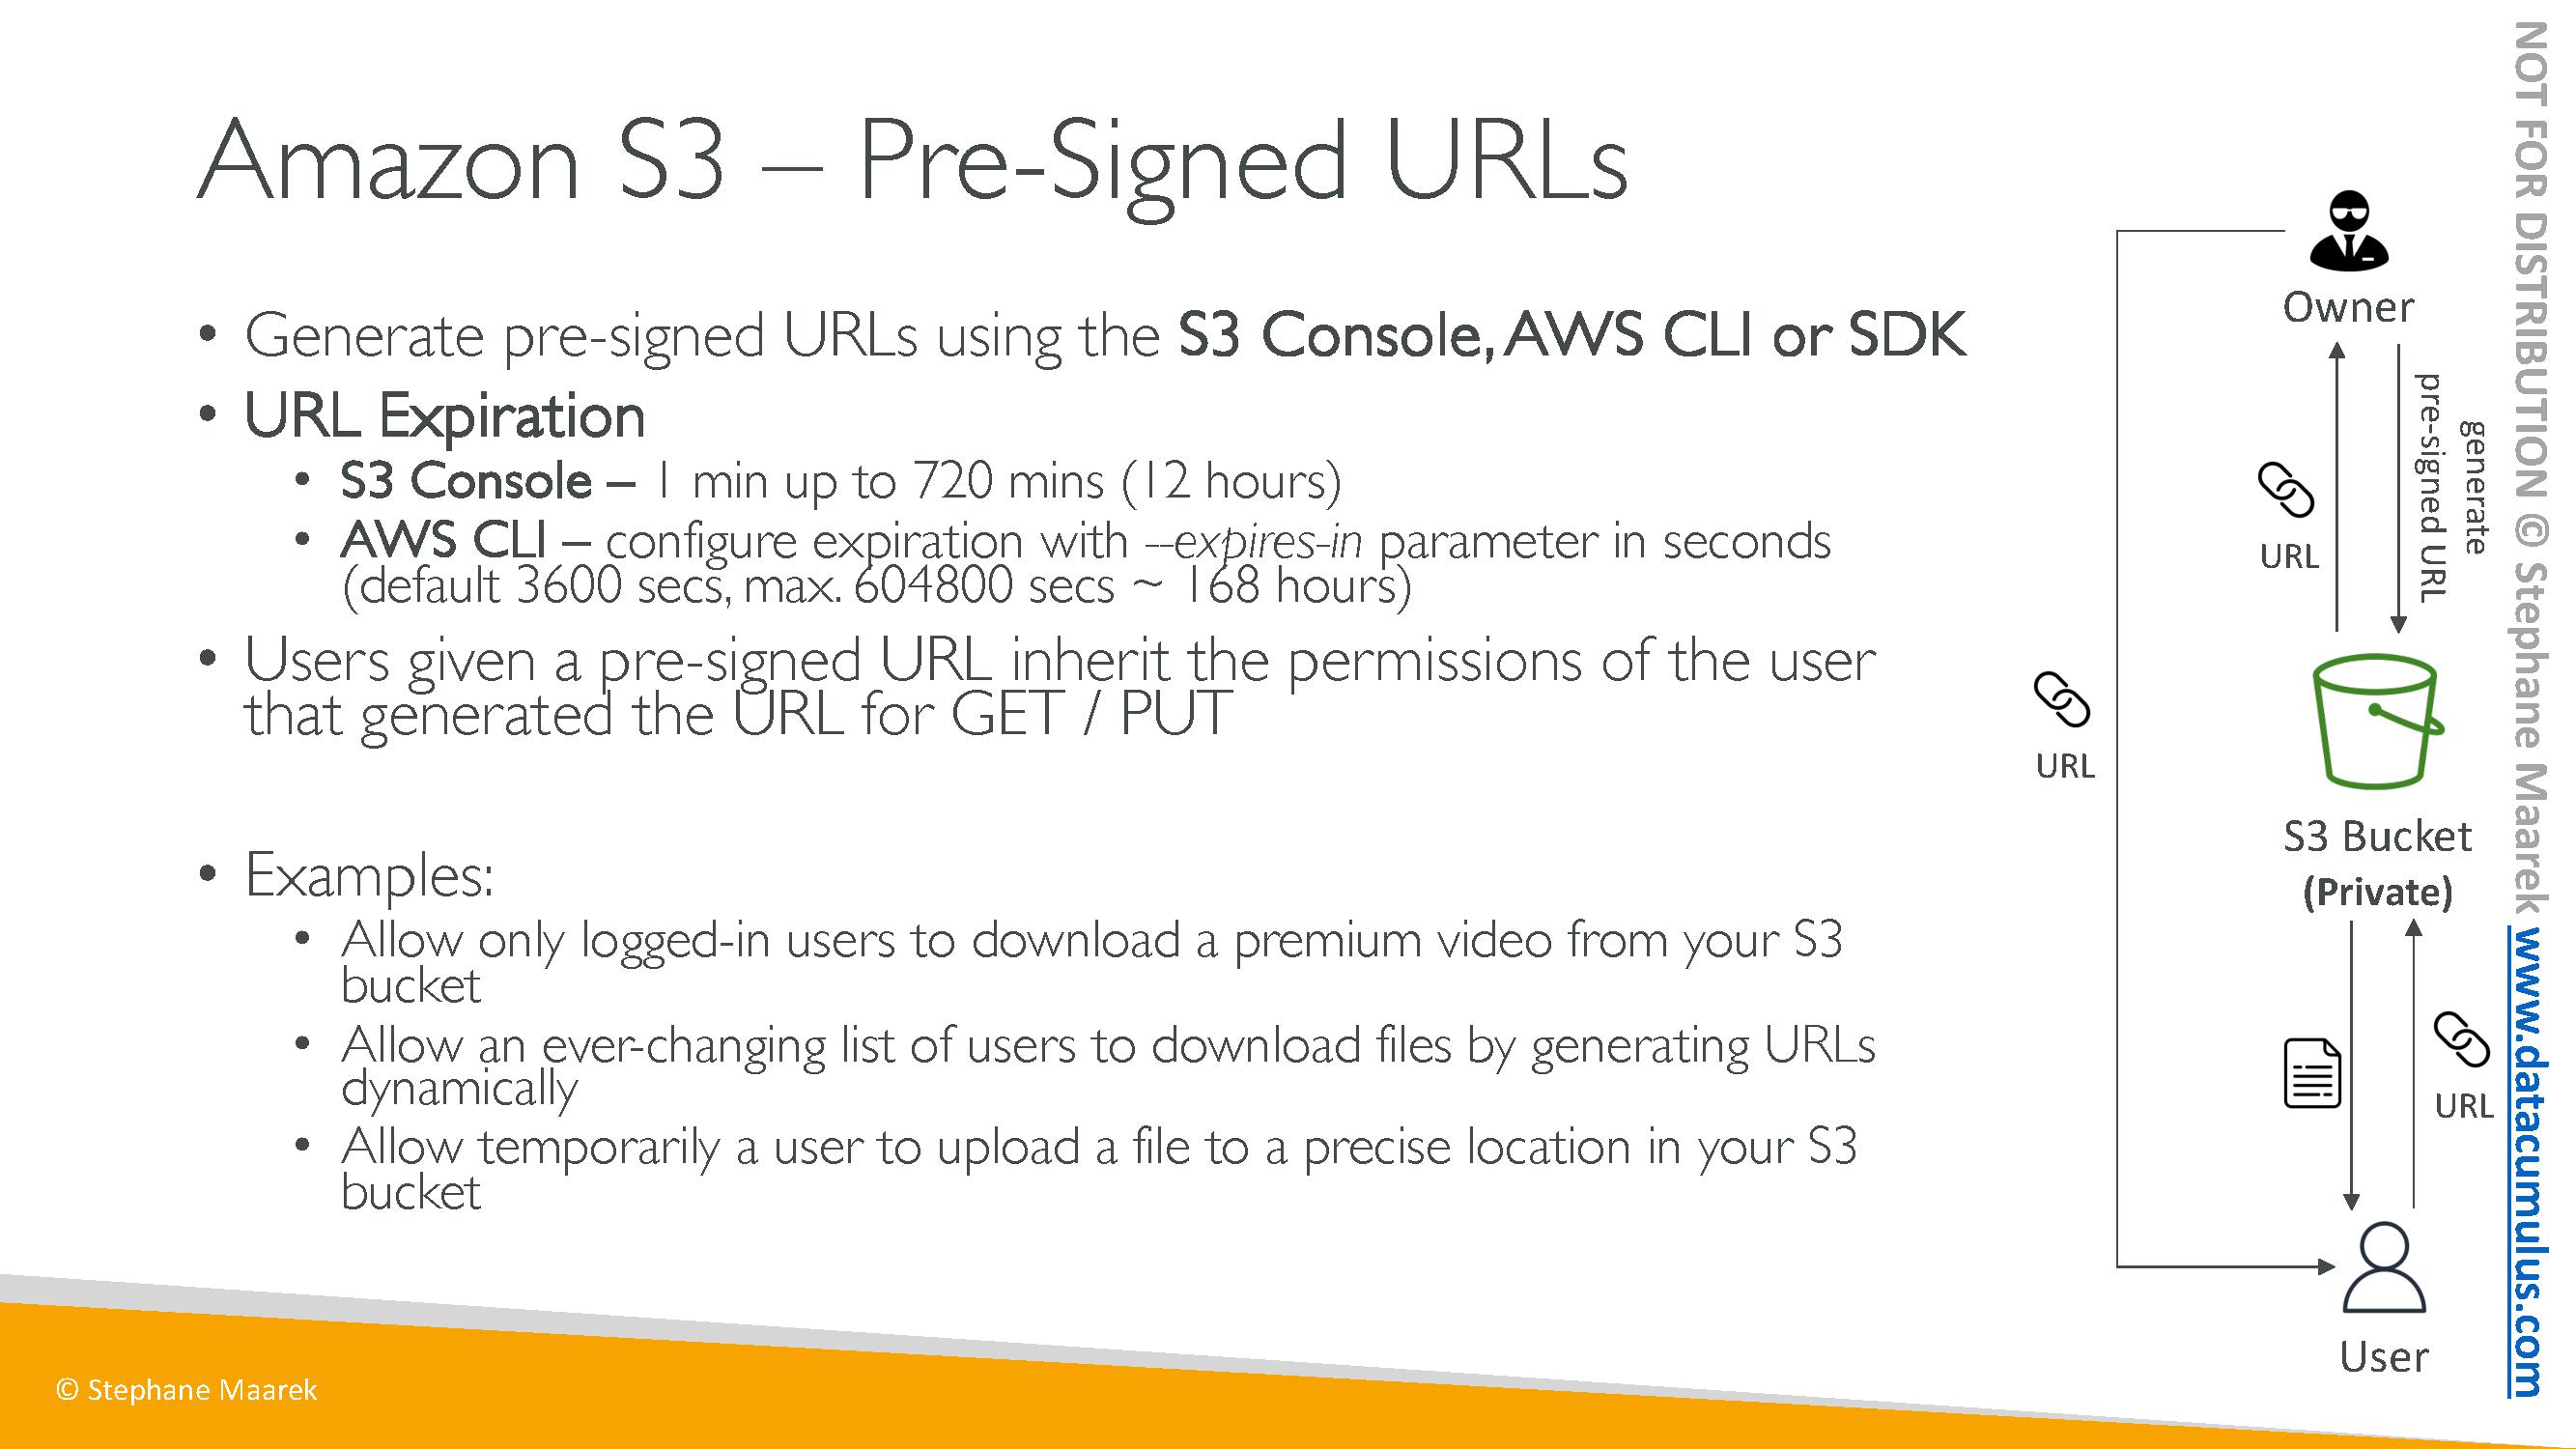 Amazon S3 – Pre-Signed URLs
• Generate pre-signed URLs using the S3 Console, AWS CLI or SDK
• URL Expiration
• S3 Console – 1 min up to 720 mins (12 hours)
• AWS CLI – configure expiration with --expires-in parameter in seconds
(default 3600 secs, max. 604800 secs ~ 168 hours)
• Users given a pre-signed URL inherit the permissions of the user
that generated the URL for GET / PUT
• Examples:
• Allow only logged-in users to download a premium video from your S3
bucket
• Allow an ever-changing list of users to download files by generating URLs
dynamically
• Allow temporarily a user to upload a file to a precise location in your S3
bucket
Owner
generate
pre-signed URL
URL
URL
S3 Bucket
(Private)
URL
User
© Stephane Maarek
NOT FOR DISTRIBUTION © Stephane Maarek www.datacumulus.com